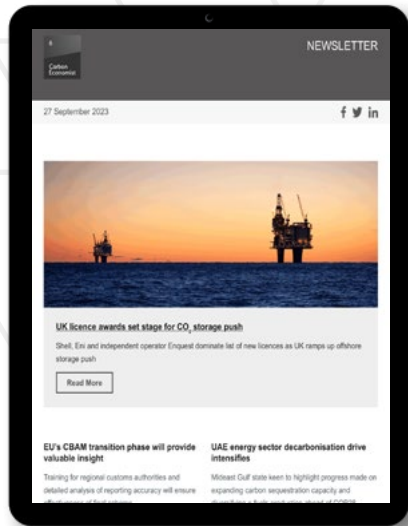 NEWSLETTER
Carbon
Economist
27 September 2023
UK licence awards set stage for CO₂ storage push
Shell, Eni and independent operator Enquest dominate list of new licences as UK ramps up offshore
storage push
Read More
EU's CBAM transition phase will provide
valuable insight
Training for regional customs authorities and
detailed analysis of reporting accuracy will ensure
UAE energy sector decarbonisation drive
intensifies
Mideast Gulf state keen to highlight progress made on
expanding carbon sequestration capacity and